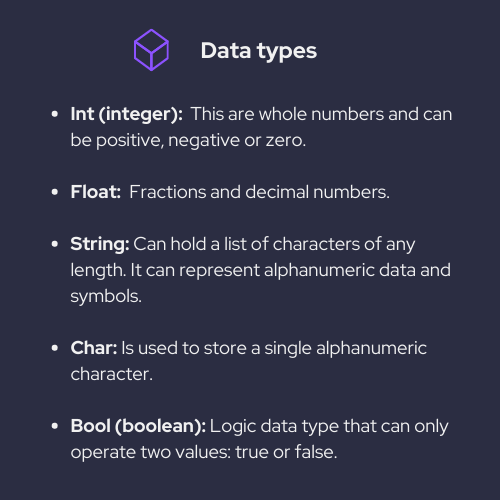 Data types
• Int (integer):  This are whole numbers and can
be positive, negative or zero.
• Float:  Fractions and decimal numbers.
• String: Can hold a list of characters of any
length. It can represent alphanumeric data and
symbols.
• Char: Is used to store a single alphanumeric
character.
• Bool (boolean): Logic data type that can only
operate two values: true or false.